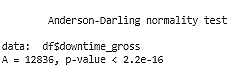 Anderson-Darling normality test
data:  df$downtime_gross
A = 12836, p-value < 2.2e-16